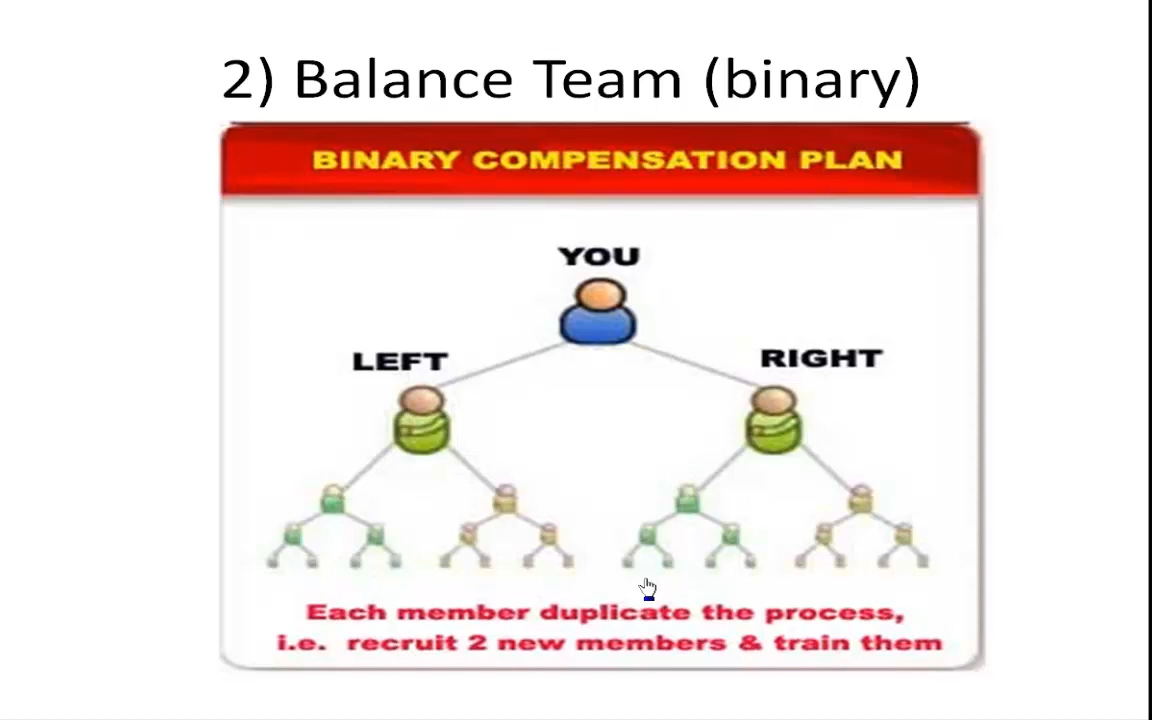 2) Balance Team (binary)
BINARY COMPENSATION PLAN
YOU
LEFT
RIGHT
Each member duplicate the process,
i.e. recruit 2 new members & train them